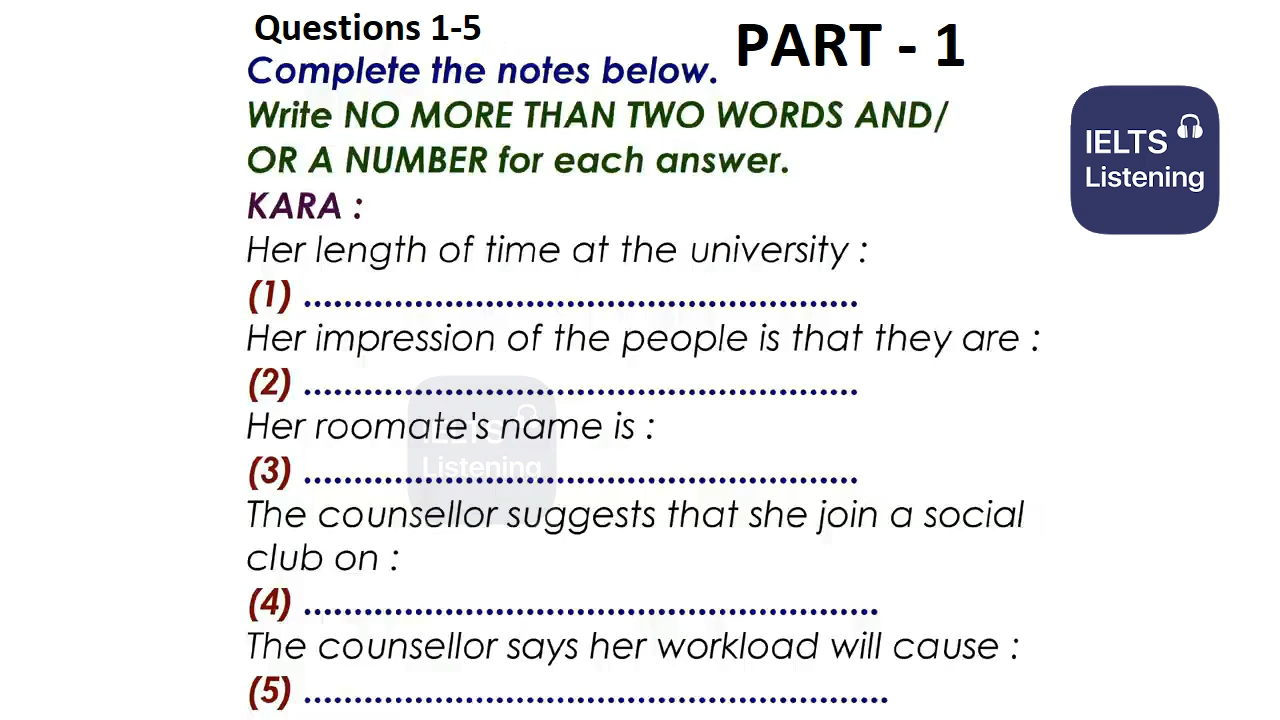 Questions 1-5
PART - 1
Complete the notes below.
Write NO MORE THAN TWO WORDS AND/
OR A NUMBER for each answer.
IELTS
Listening
KARA :
Her length of time at the university :
(1) .......................................................
Her impression of the people is that they are :
(2) .......................................................
Her roomate's name is :
IELTS
Listening
(3) .......................................................
The counsellor suggests that she join a social
club on :
(4) .........................................................
The counsellor says her workload will cause :
(5) ..........................................................